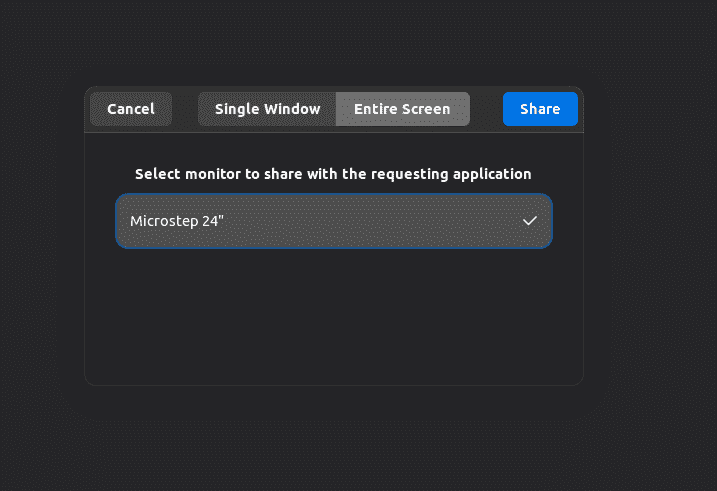 Cancel Single Window Entire Screen Share
Select monitor to share with the requesting application
Microstep 24"